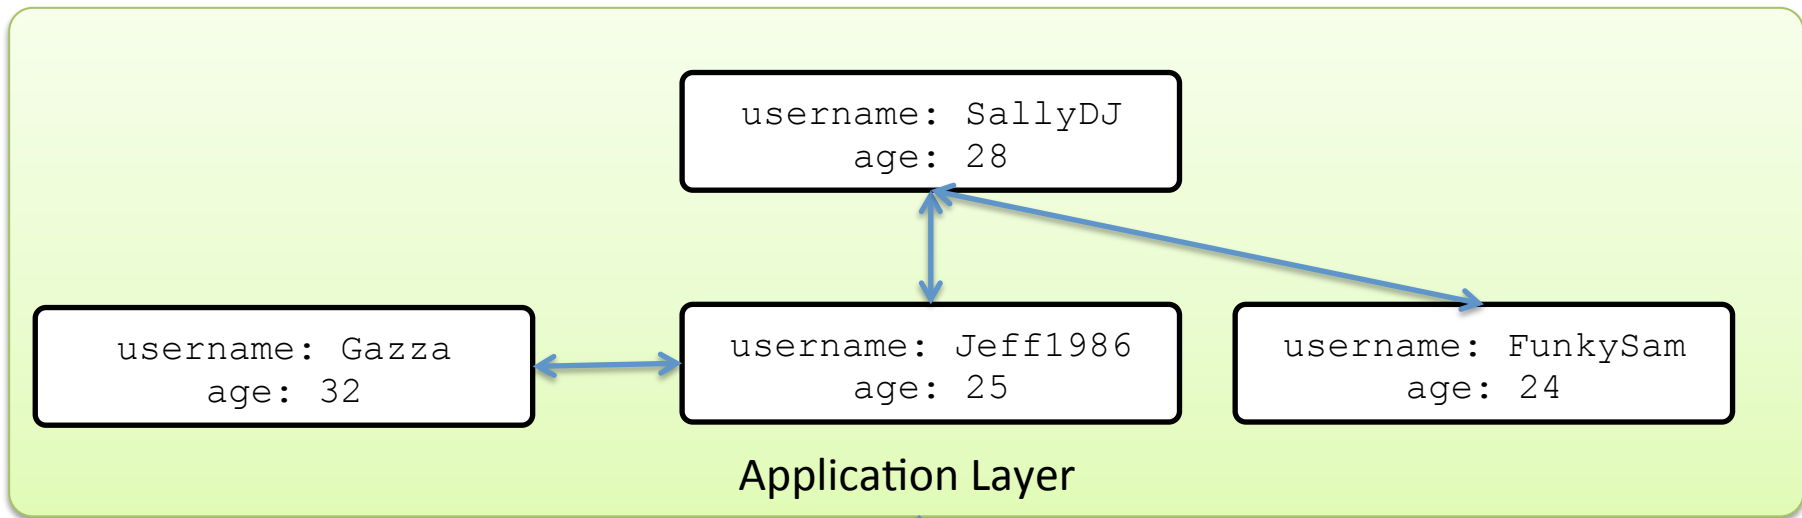 username: SallyDJ
age: 28
username: Gazza
age: 32
username: Jeff1986
age: 25
username: FunkySam
age: 24
Application Layer